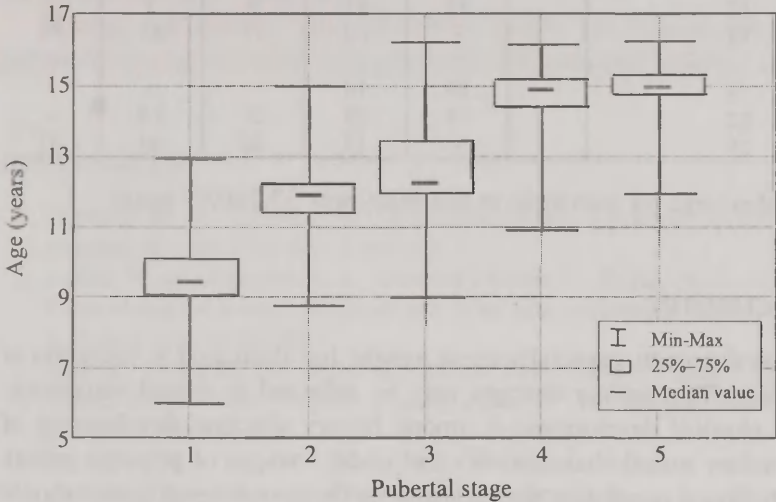 17
15
13
11
9
7
5
Age (years)
Min-Max
25%–75%
Median value
1 2 3 4 5
Pubertal stage